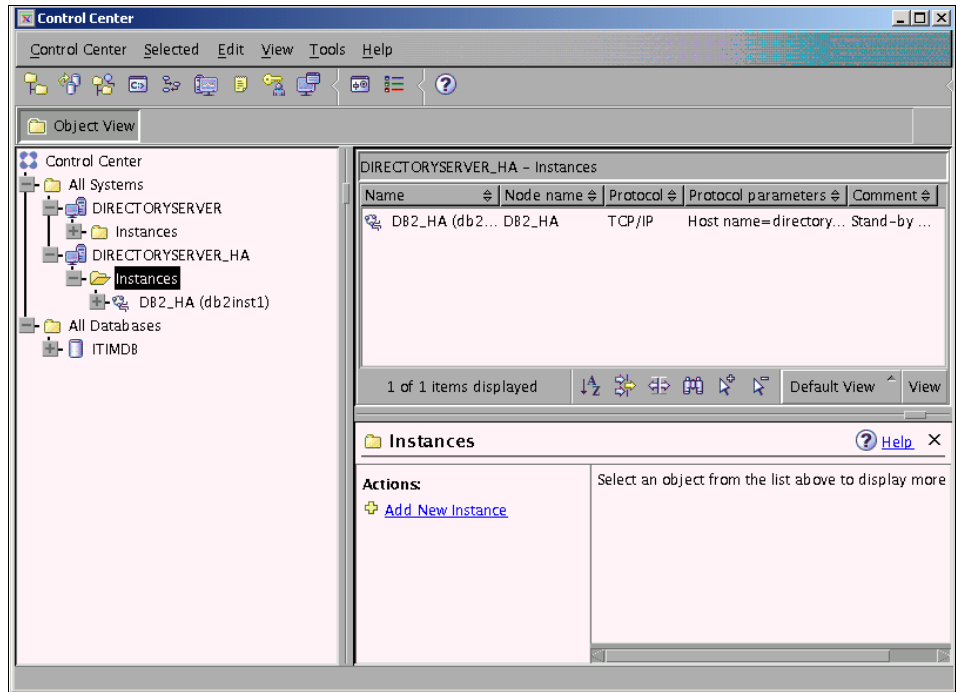 Control Center
Control Center Selected Edit View Tools Help
Object View
Control Center
All Systems
DIRECTORYSERVER
Instances
DIRECTORYSERVER_HA
Instances
DB2_HA (db2inst1)
All Databases
ITIMDB
DIRECTORYSERVER_HA - Instances
Name Node name Protocol Protocol parameters Comment
DB2_HA (db2... DB2_HA TCP/IP Host name=directory... Stand-by ...
1 of 1 items displayed Default View View
Instances Help
Actions:
Add New Instance
Select an object from the list above to display more